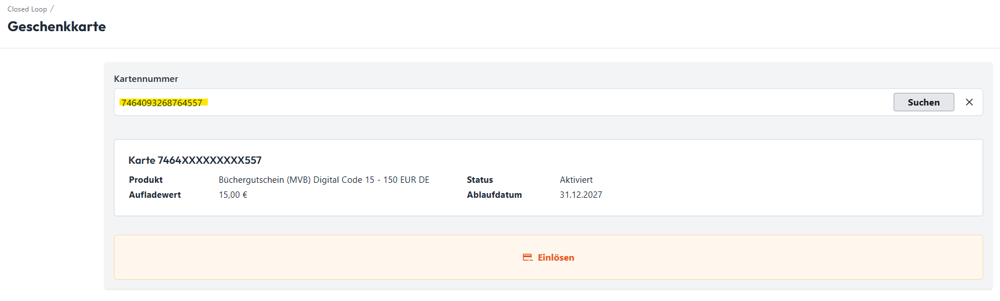 Closed Loop /
Geschenkkarte
Kartennummer
7464093268764557 Suchen
Karte 7464XXXXXXXXX557
Produkt Büchergutschein (MVB) Digital Code 15 - 150 EUR DE Status Aktiviert
Aufladewert 15,00 € Ablaufdatum 31.12.2027
Einlösen